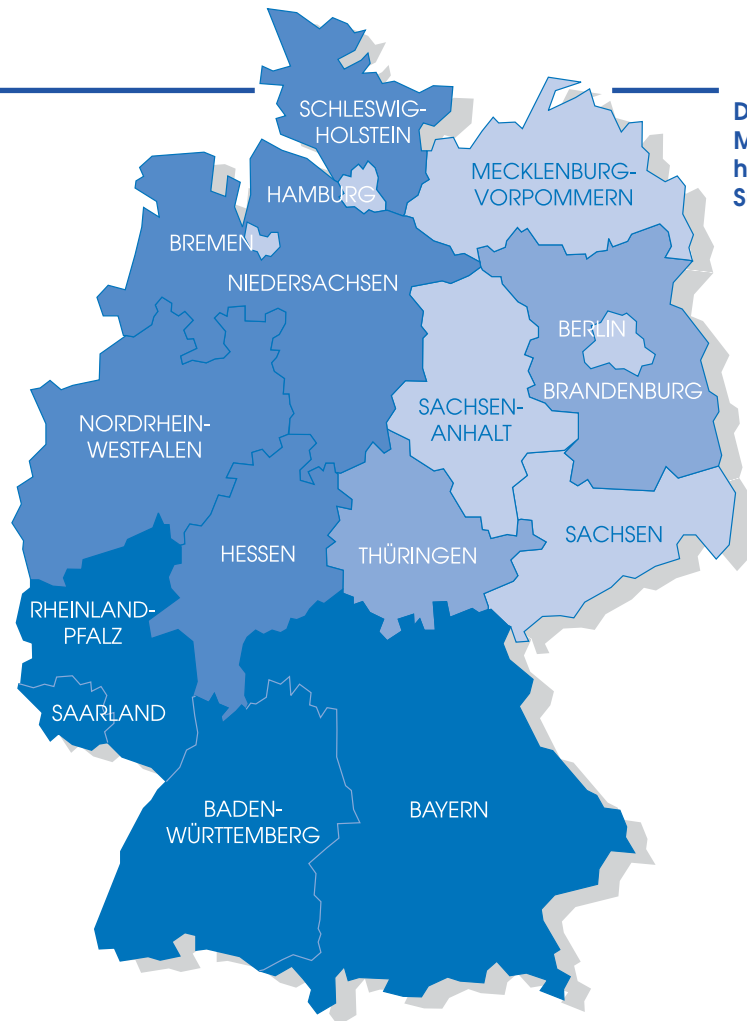 SCHLESWIG-
HOLSTEIN
MECKLENBURG-
VORPOMMERN
HAMBURG
BREMEN
NIEDERSACHSEN
BERLIN
BRANDENBURG
SACHSEN-
ANHALT
NORDRHEIN-
WESTFALEN
HESSEN
THÜRINGEN
SACHSEN
RHEINLAND-
PFALZ
SAARLAND
BADEN-
WÜRTTEMBERG
BAYERN
D
M
h
S